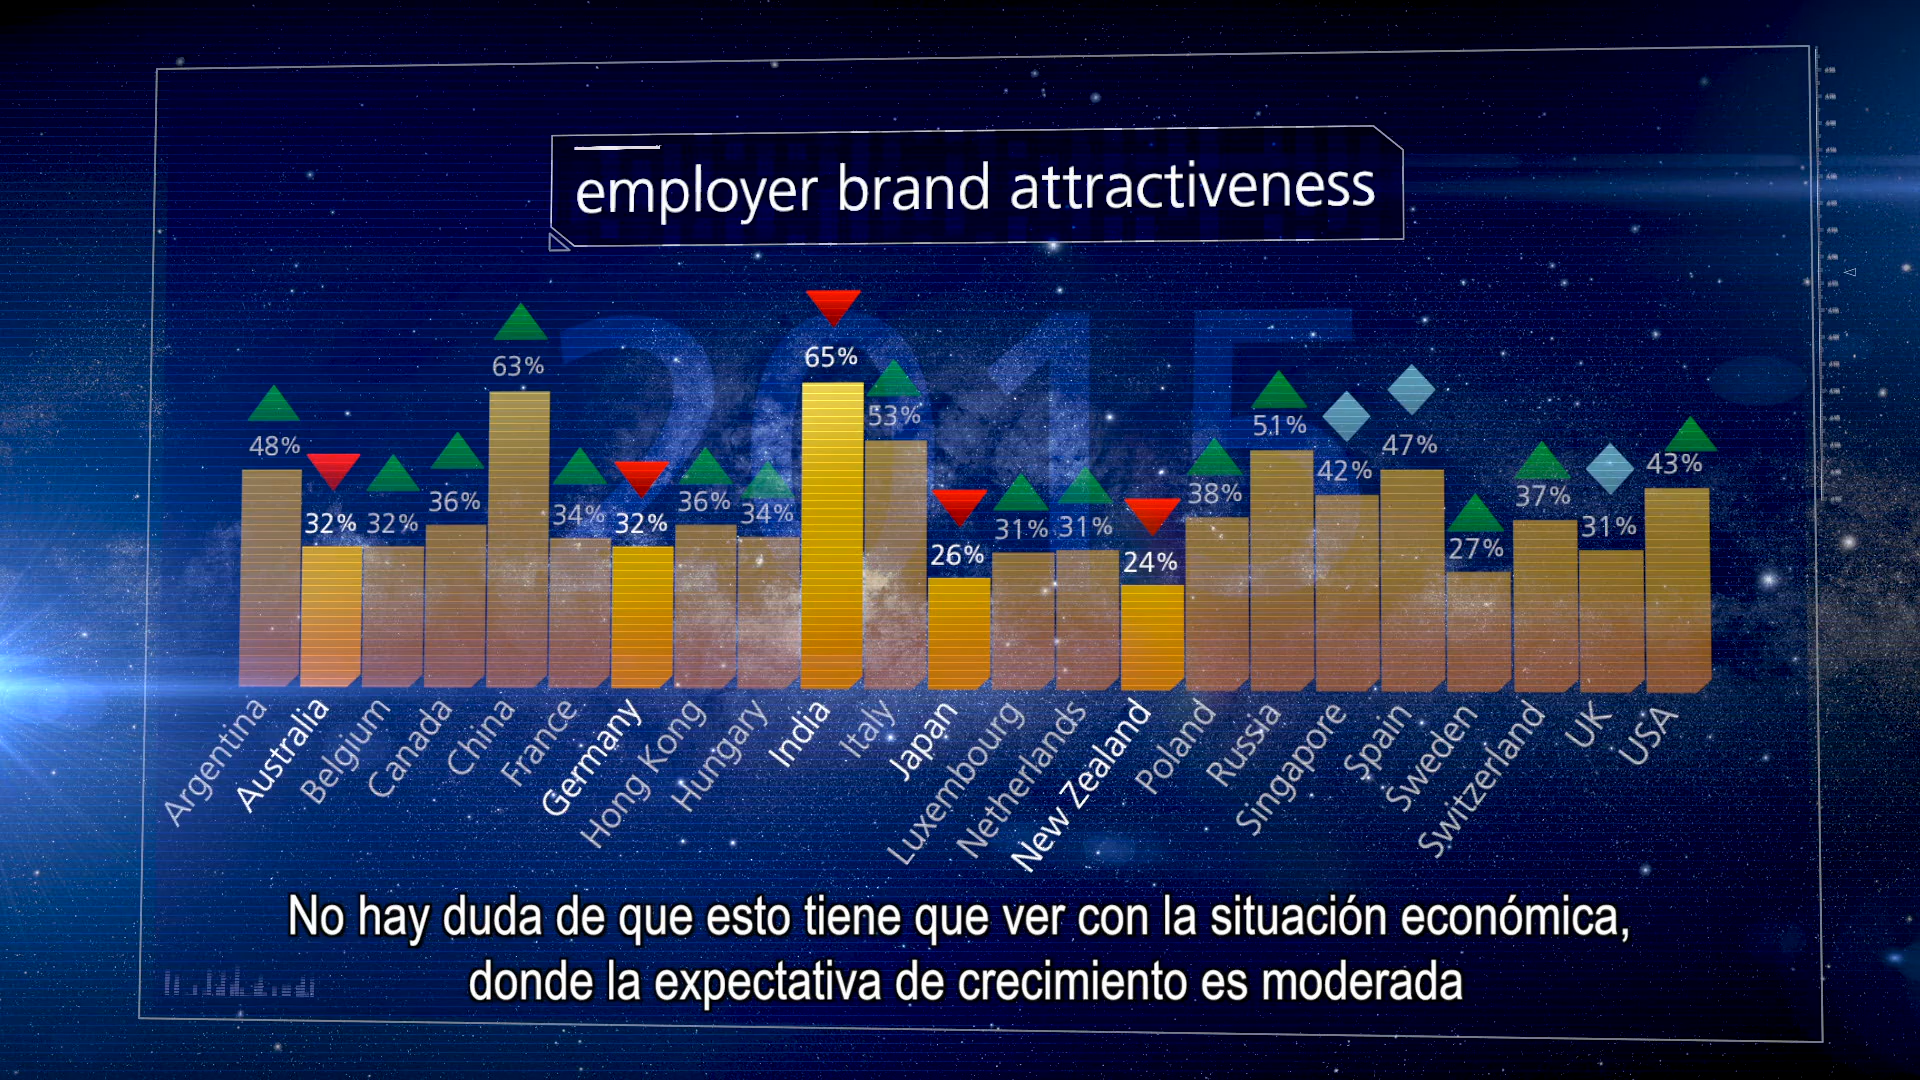 employer brand attractiveness
2015
48%
32%
32%
36%
63%
34%
32%
36%
34%
65%
53%
26%
31%
31%
24%
38%
51%
42%
47%
27%
37%
31%
43%
Argentina
Australia
Belgium
Canada
China
France
Germany
Hong Kong
Hungary
India
Italy
Japan
Luxembourg
Netherlands
New Zealand
Poland
Russia
Singapore
Spain
Sweden
Switzerland
UK
USA
No hay duda de que esto tiene que ver con la situación económica,
donde la expectativa de crecimiento es moderada